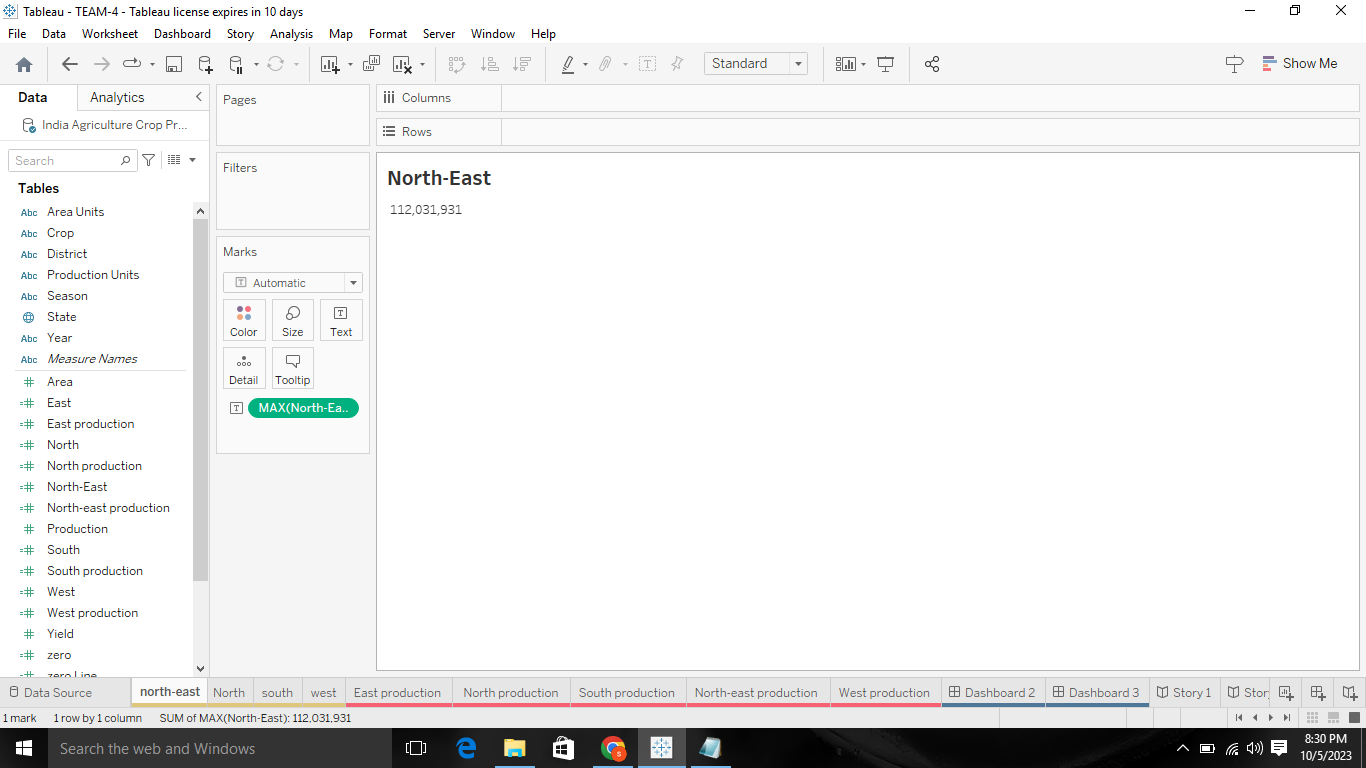 Tableau - TEAM-4 - Tableau license expires in 10 days
File Data Worksheet Dashboard Story Analysis Map Format Server Window Help
Standard
Show Me
Data Analytics
India Agriculture Crop Pr...
Search
Tables
Abc Area Units
Abc Crop
Abc District
Abc Production Units
Abc Season
State
Abc Year
Abc Measure Names
# Area
=# East
=# East production
=# North
=# North production
=# North-East
=# North-east production
# Production
=# South
=# South production
=# West
=# West production
# Yield
=# zero
=# zero Line
Pages
Filters
Marks
T Automatic
Color Size Text
Detail Tooltip
T MAX(North-Ea..
Columns
Rows
North-East
112,031,931
Data Source north-east North south west East production North production South production North-east production West production Dashboard 2 Dashboard 3 Story 1 Stor
1 mark 1 row by 1 column SUM of MAX(North-East): 112,031,931
Search the web and Windows
S
8:30 PM
10/5/2023